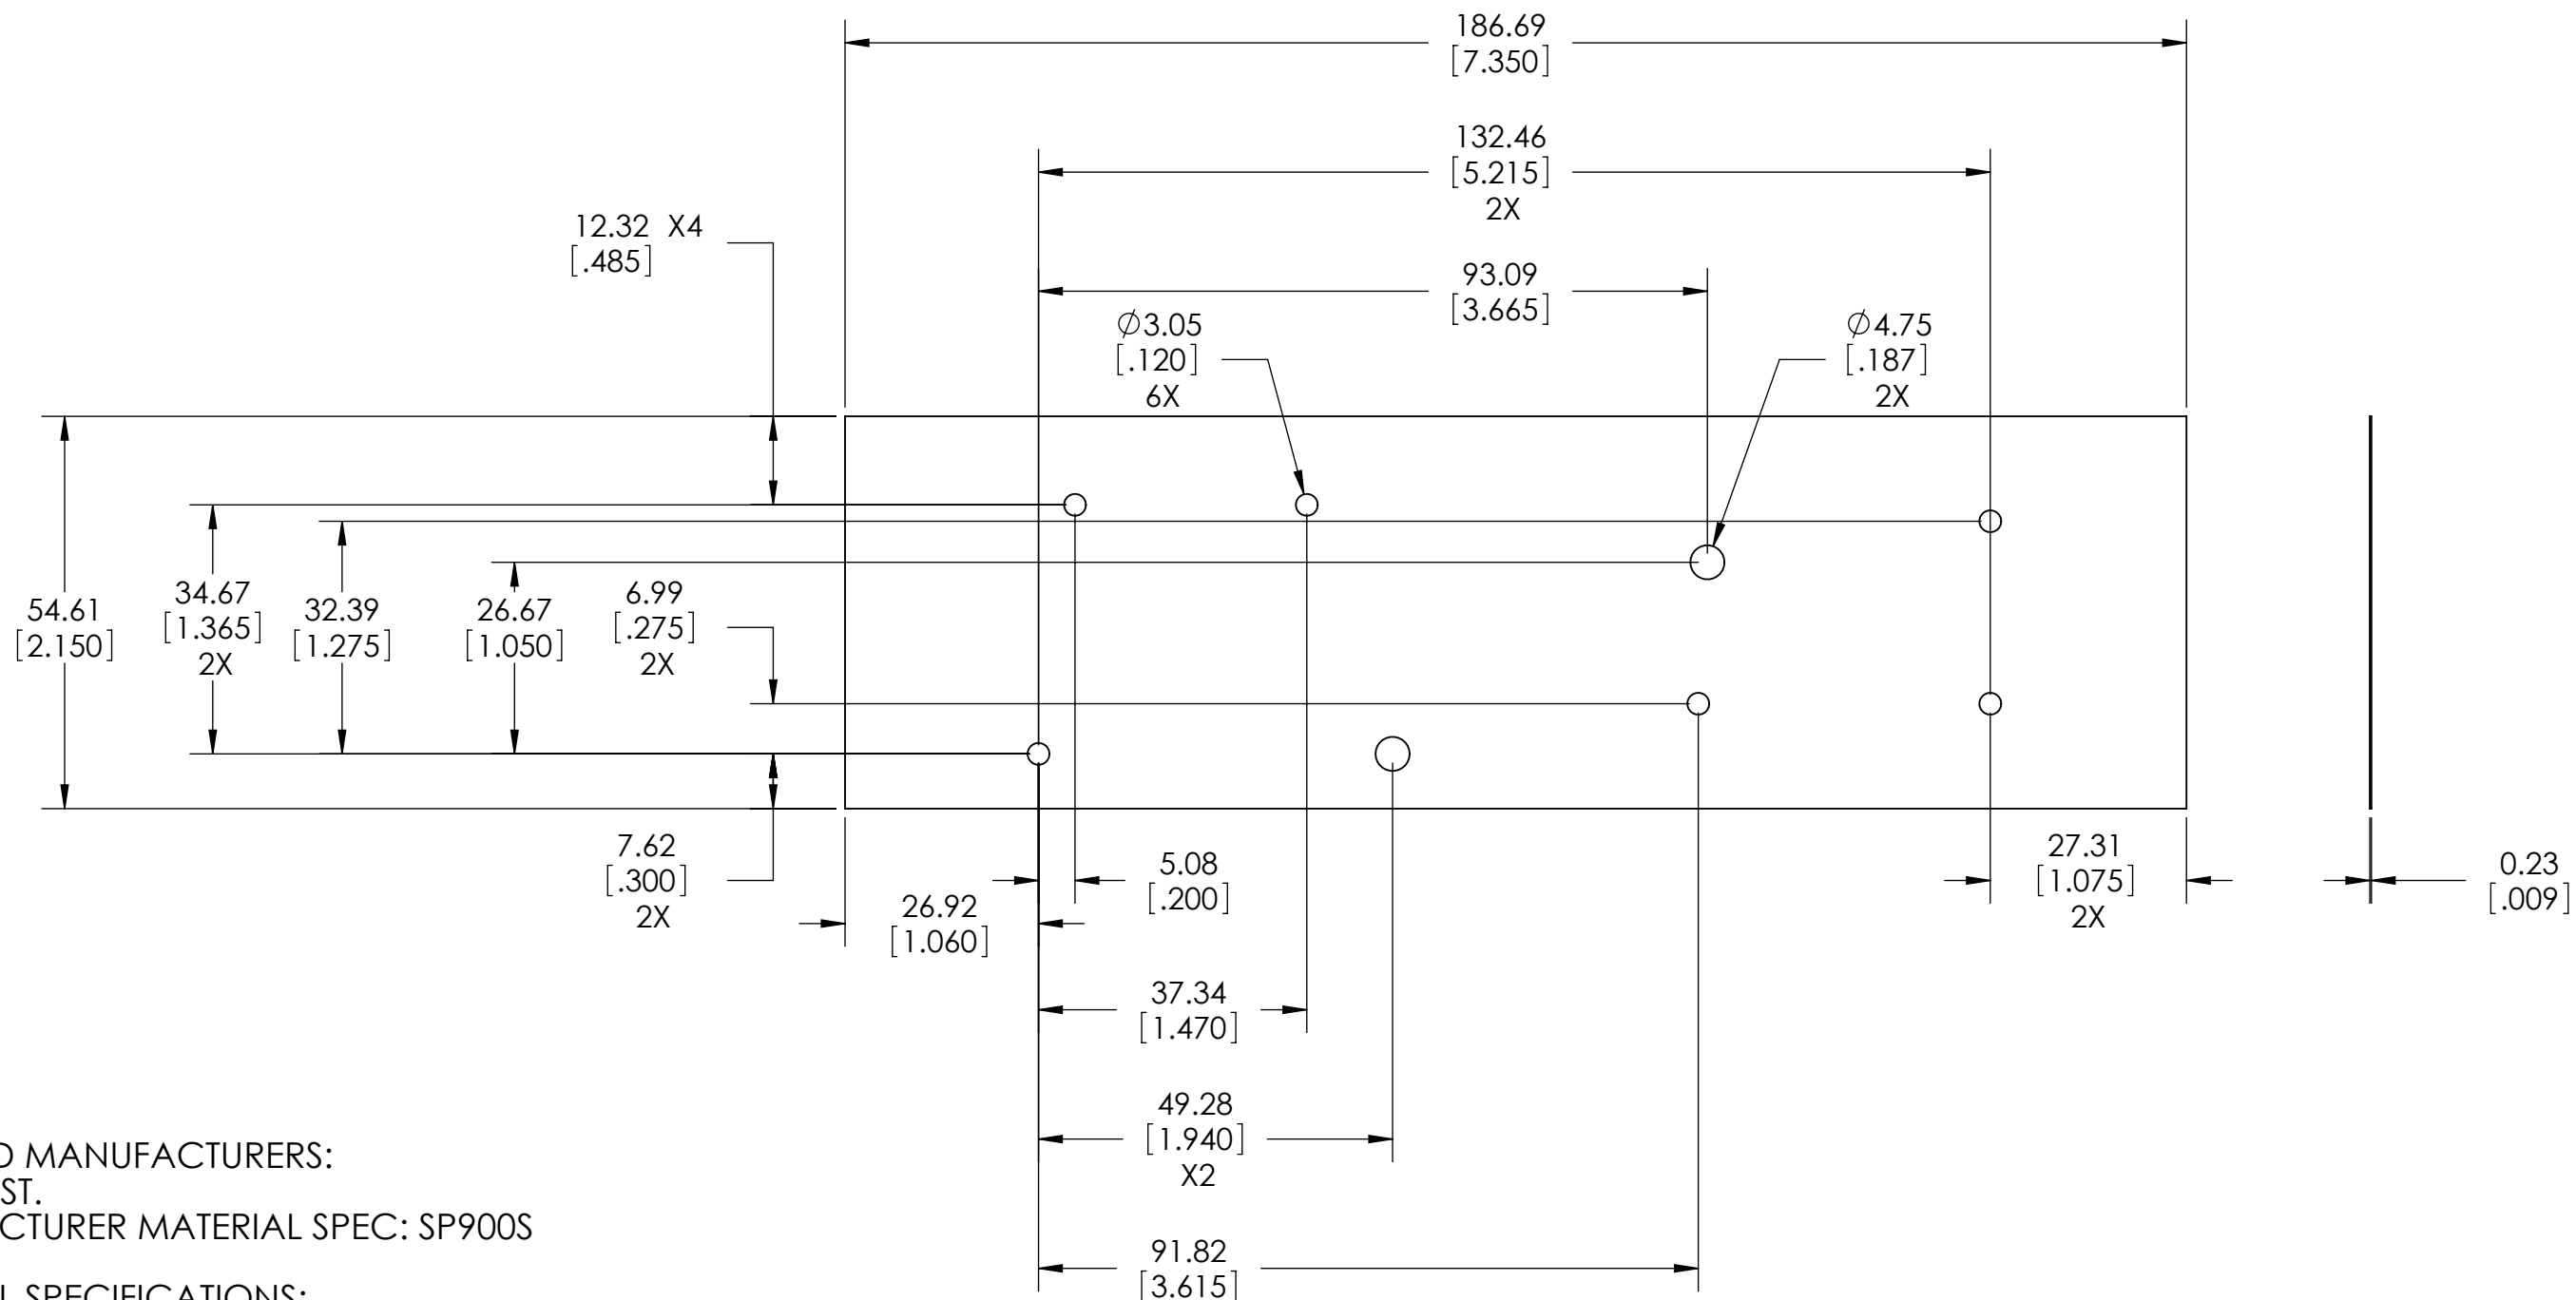 186.69
[7.350]
132.46
[5.215]
2X
12.32 X4
[.485]
93.09
[3.665]
⌀3.05
[.120]
6X
⌀4.75
[.187]
2X
54.61
[2.150]
34.67
[1.365]
2X
32.39
[1.275]
26.67
[1.050]
6.99
[.275]
2X
7.62
[.300]
2X
5.08
[.200]
26.92
[1.060]
27.31
[1.075]
2X
0.23
[.009]
37.34
[1.470]
49.28
[1.940]
X2
91.82
[3.615]
D MANUFACTURERS:
ST.
CTURER MATERIAL SPEC: SP900S
L SPECIFICATIONS: